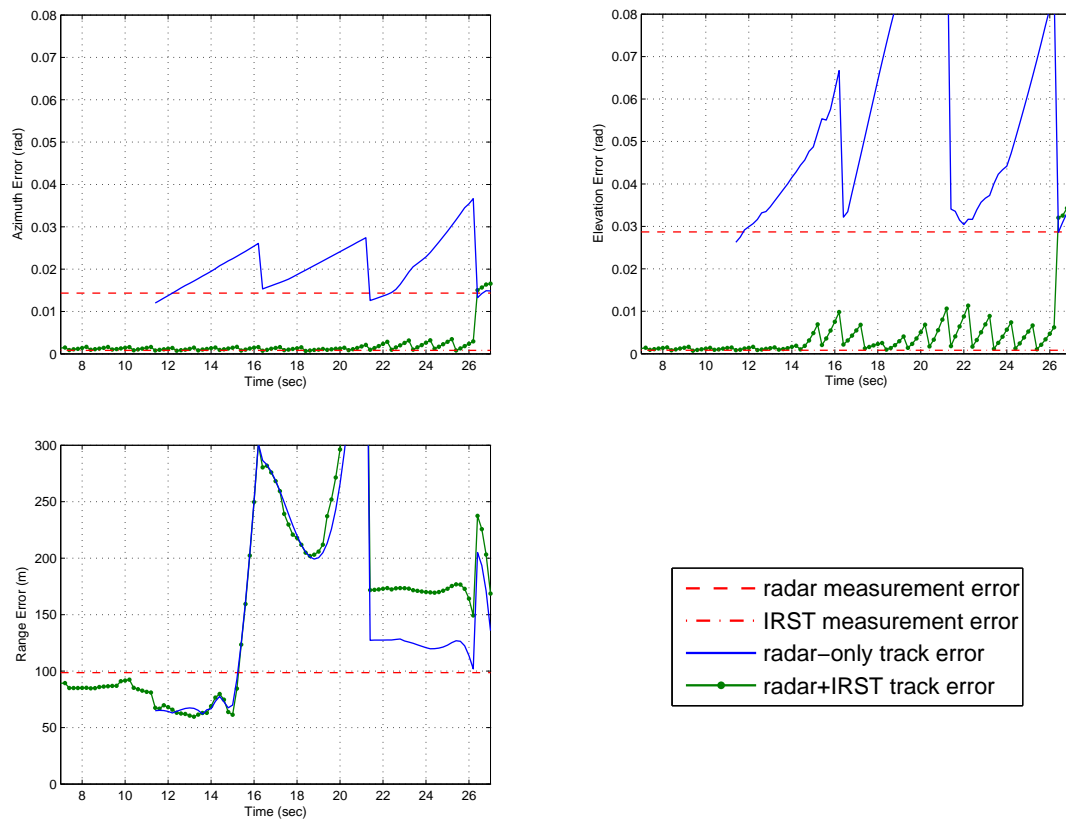 0.08
0.07
0.06
0.05
0.04
0.03
0.02
0.01
0
Azimuth Error (rad)
8 10 12 14 16 18 20 22 24 26
Time (sec)
0.08
0.07
0.06
0.05
0.04
0.03
0.02
0.01
0
Elevation Error (rad)
8 10 12 14 16 18 20 22 24 26
Time (sec)
300
250
200
150
100
50
0
Range Error (m)
8 10 12 14 16 18 20 22 24 26
Time (sec)
radar measurement error
IRST measurement error
radar−only track error
radar+IRST track error